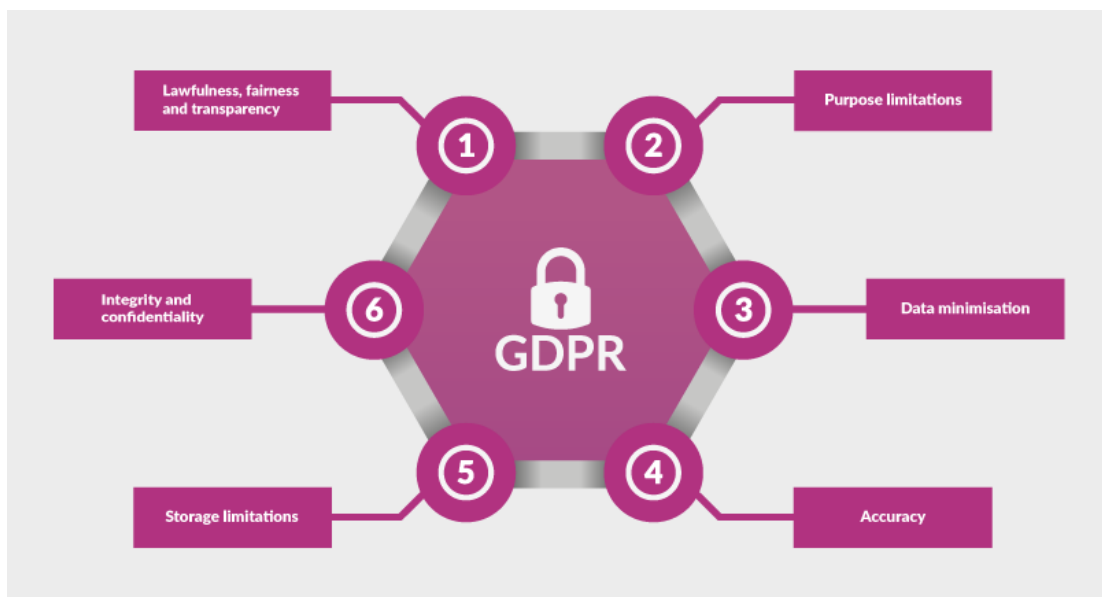 Lawfulness, fairness
and transparency
1
2
Purpose limitations
Integrity and
confidentiality
6
GDPR
3
Data minimisation
Storage limitations
5
4
Accuracy